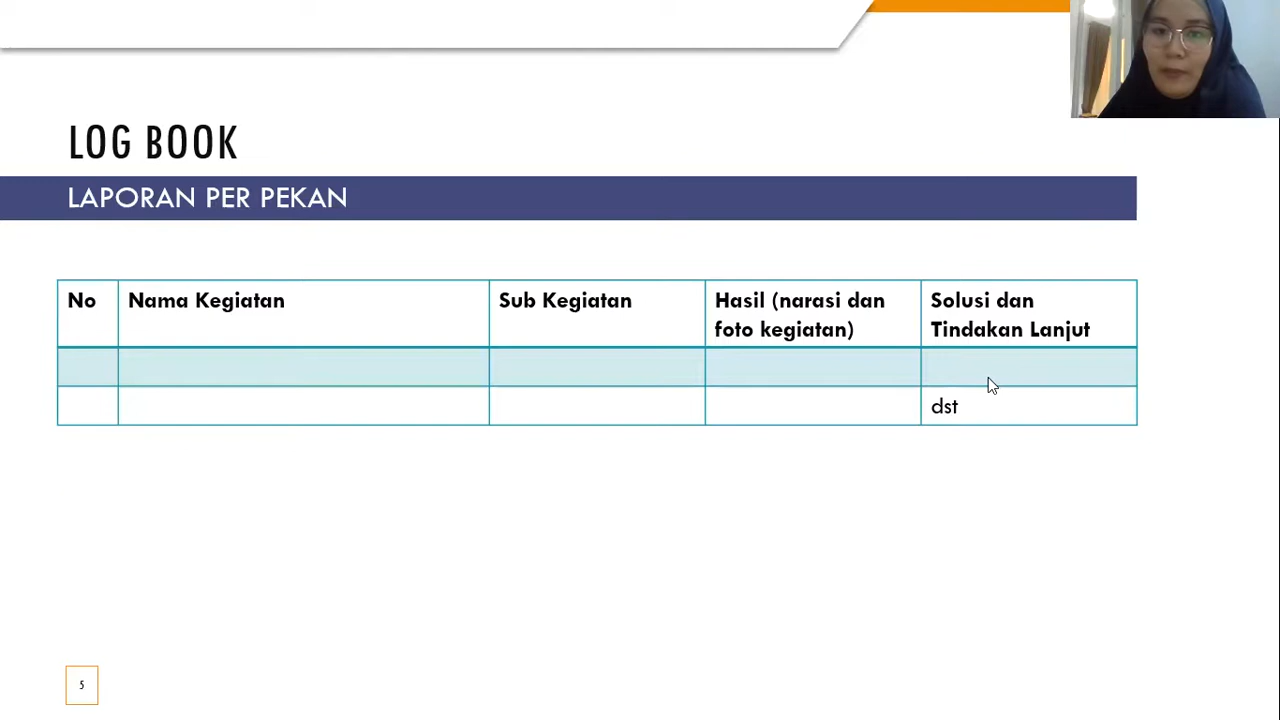 LOG BOOK
LAPORAN PER PEKAN
No
Nama Kegiatan
Sub Kegiatan
Hasil (narasi dan
foto kegiatan)
Solusi dan
Tindakan Lanjut
dst
5